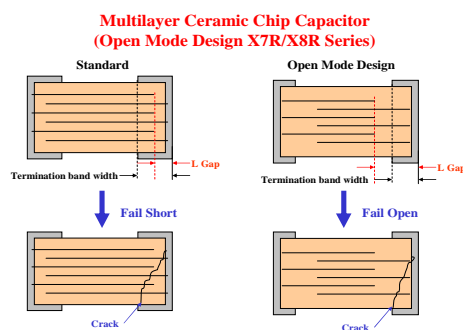 Multilayer Ceramic Chip Capacitor
(Open Mode Design X7R/X8R Series)
Standard
Open Mode Design
L Gap
Termination band width
L Gap
Termination band width
Fail Short
Fail Open
Crack
Crack